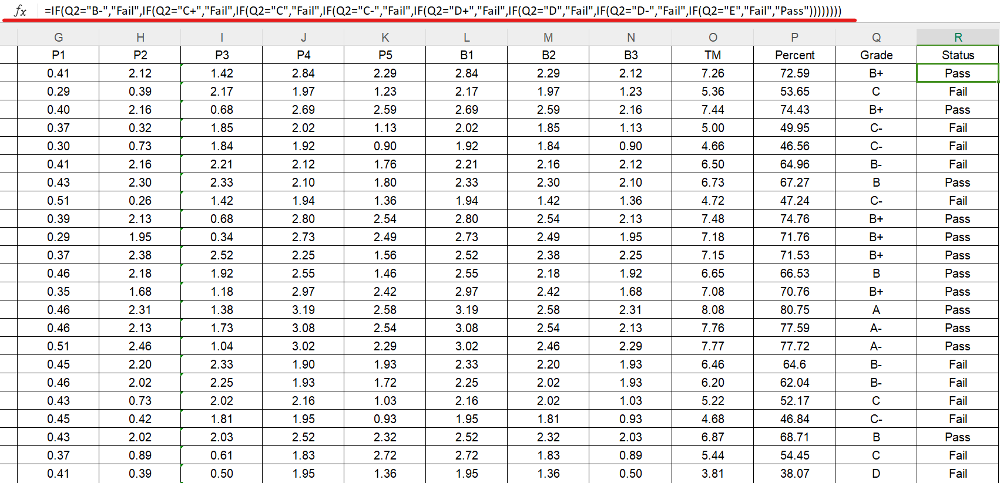 fx =IF(Q2="B-","Fail",IF(Q2="C+","Fail",IF(Q2="C","Fail",IF(Q2="C-","Fail",IF(Q2="D+","Fail",IF(Q2="D","Fail",IF(Q2="D-","Fail",IF(Q2="E","Fail","Pass"))))))))
G H I J K L M N O P Q R
P1 P2 P3 P4 P5 B1 B2 B3 TM Percent Grade Status
0.41 2.12 1.42 2.84 2.29 2.84 2.29 2.12 7.26 72.59 B+ Pass
0.29 0.39 2.17 1.97 1.23 2.17 1.97 1.23 5.36 53.65 C Fail
0.40 2.16 0.68 2.69 2.59 2.69 2.59 2.16 7.44 74.43 B+ Pass
0.37 0.32 1.85 2.02 1.13 2.02 1.85 1.13 5.00 49.95 C- Fail
0.30 0.73 1.84 1.92 0.90 1.92 1.84 0.90 4.66 46.56 C- Fail
0.41 2.16 2.21 2.12 1.76 2.21 2.16 2.12 6.50 64.96 B- Fail
0.43 2.30 2.33 2.10 1.80 2.33 2.30 2.10 6.73 67.27 B Pass
0.51 0.26 1.42 1.94 1.36 1.94 1.42 1.36 4.72 47.24 C- Fail
0.39 2.13 0.68 2.80 2.54 2.80 2.54 2.13 7.48 74.76 B+ Pass
0.29 1.95 0.34 2.73 2.49 2.73 2.49 1.95 7.18 71.76 B+ Pass
0.37 2.38 2.52 2.25 1.56 2.52 2.38 2.25 7.15 71.53 B+ Pass
0.46 2.18 1.92 2.55 1.46 2.55 2.18 1.92 6.65 66.53 B Pass
0.35 1.68 1.18 2.97 2.42 2.97 2.42 1.68 7.08 70.76 B+ Pass
0.46 2.31 1.38 3.19 2.58 3.19 2.58 2.31 8.08 80.75 A Pass
0.46 2.13 1.73 3.08 2.54 3.08 2.54 2.13 7.76 77.59 A- Pass
0.51 2.46 1.04 3.02 2.29 3.02 2.46 2.29 7.77 77.72 A- Pass
0.45 2.20 2.33 1.90 1.93 2.33 2.20 1.93 6.46 64.6 B- Fail
0.46 2.02 2.25 1.93 1.72 2.25 2.02 1.93 6.20 62.04 B- Fail
0.43 0.73 2.02 2.16 1.03 2.16 2.02 1.03 5.22 52.17 C Fail
0.45 0.42 1.81 1.95 0.93 1.95 1.81 0.93 4.68 46.84 C- Fail
0.43 2.02 2.03 2.52 2.32 2.52 2.32 2.03 6.87 68.71 B Pass
0.37 0.89 0.61 1.83 2.72 2.72 1.83 0.89 5.44 54.45 C Fail
0.41 0.39 0.50 1.95 1.36 1.95 1.36 0.50 3.81 38.07 D Fail